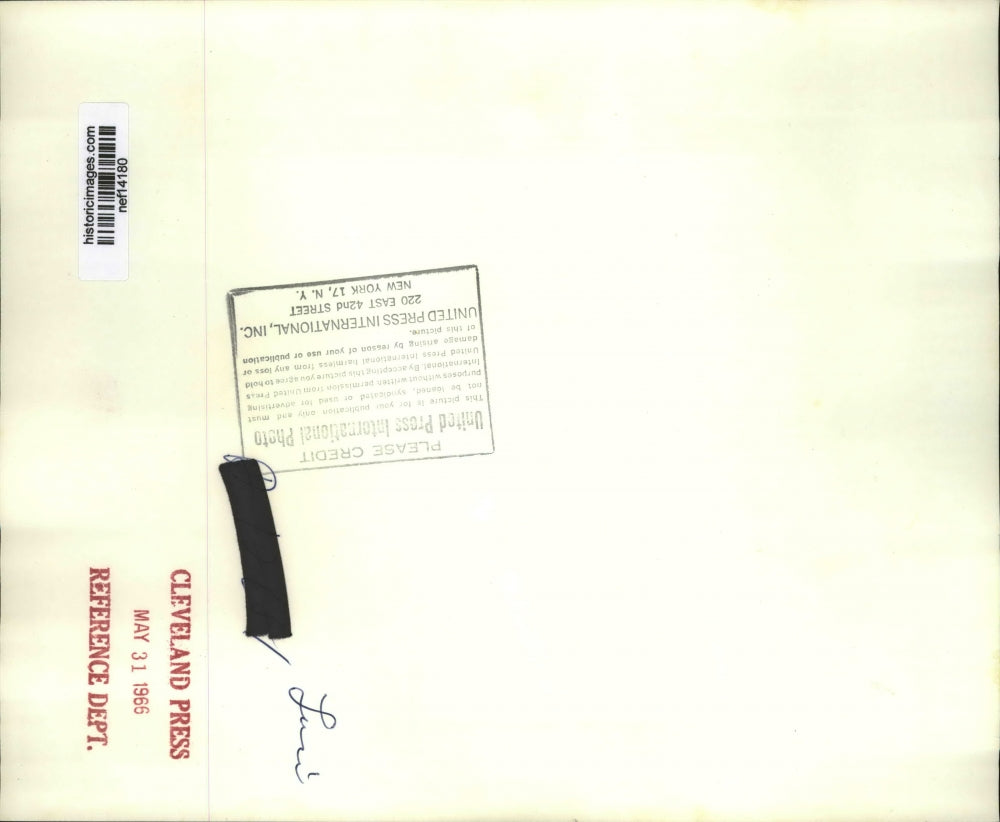 historicimages.com
nef14180
PLEASE CREDIT
United Press International Photo
This picture is for your publication only and must
not be loaned, syndicated or used for advertising
purposes without written permission from United Press
International. By accepting this picture you agree to hold
United Press International harmless from any loss or
damage arising by reason of your use or publication
of this picture.
UNITED PRESS INTERNATIONAL, INC.
220 EAST 42nd STREET
NEW YORK 17, N. Y.
CLEVELAND PRESS
MAY 31 1966
REFERENCE DEPT.